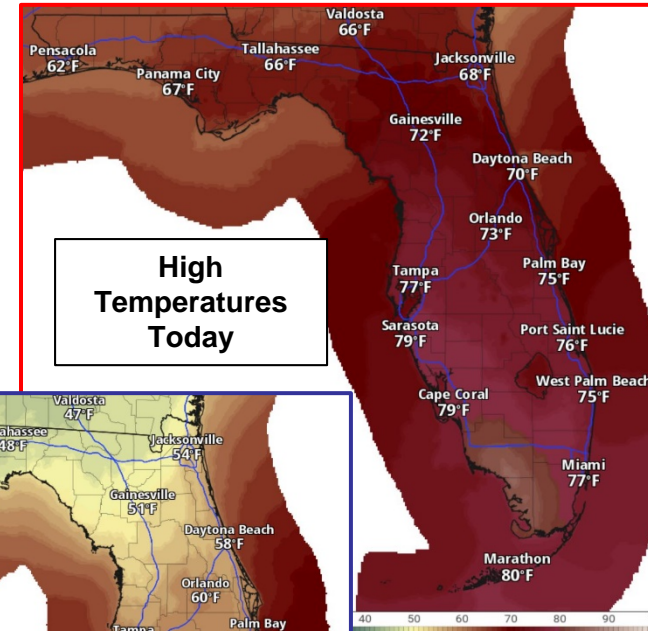 Valdosta
66°F
Pensacola
62°F
Tallahassee
66°F
Jacksonville
68°F
Panama City
67°F
Gainesville
72°F
Daytona Beach
70°F
Orlando
73°F
High
Temperatures
Today
Tampa
77°F
Palm Bay
75°F
Sarasota
79°F
Port Saint Lucie
76°F
Cape Coral
79°F
West Palm Beach
75°F
Miami
77°F
Marathon
80°F
40 50 60 70 80 90
Valdosta
47°F
ahassee
48°F
Jacksonville
54°F
Gainesville
51°F
Daytona Beach
58°F
Orlando
60°F
Palm Bay
Tampa